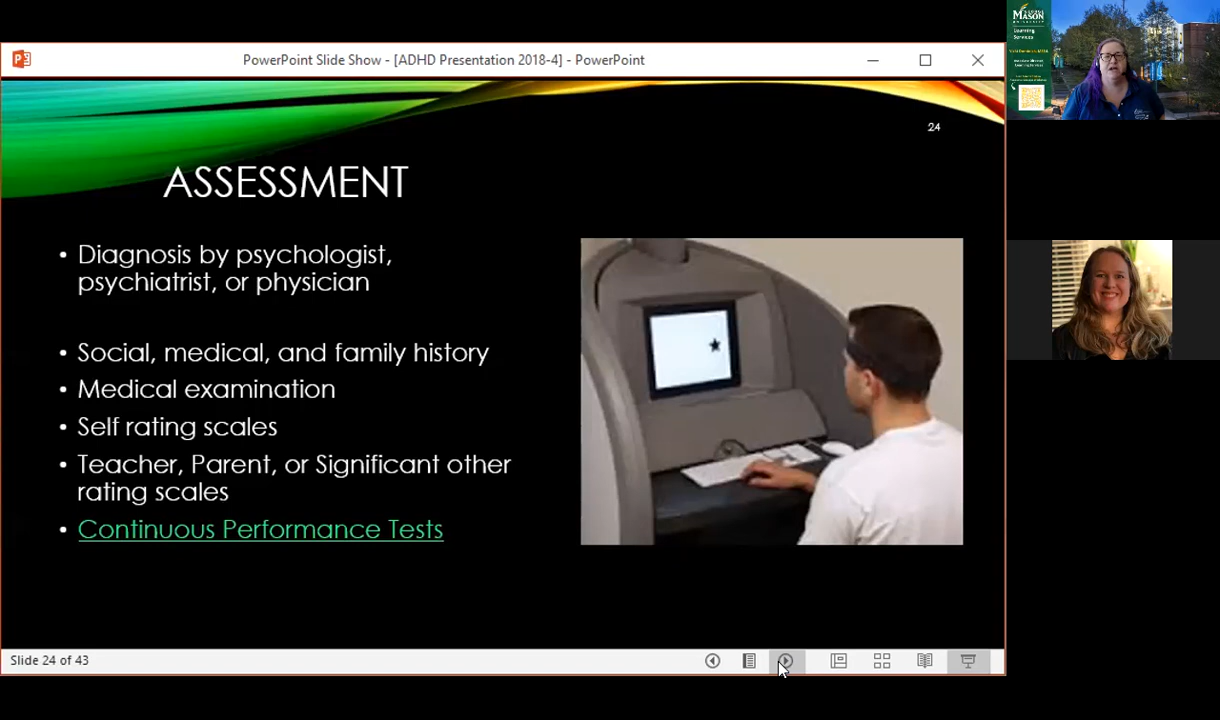 PowerPoint Slide Show - [ADHD Presentation 2018-4] - PowerPoint
24
ASSESSMENT
• Diagnosis by psychologist,
psychiatrist, or physician
• Social, medical, and family history
• Medical examination
• Self rating scales
• Teacher, Parent, or Significant other
rating scales
• Continuous Performance Tests
Slide 24 of 43
MASON
Learning
Services